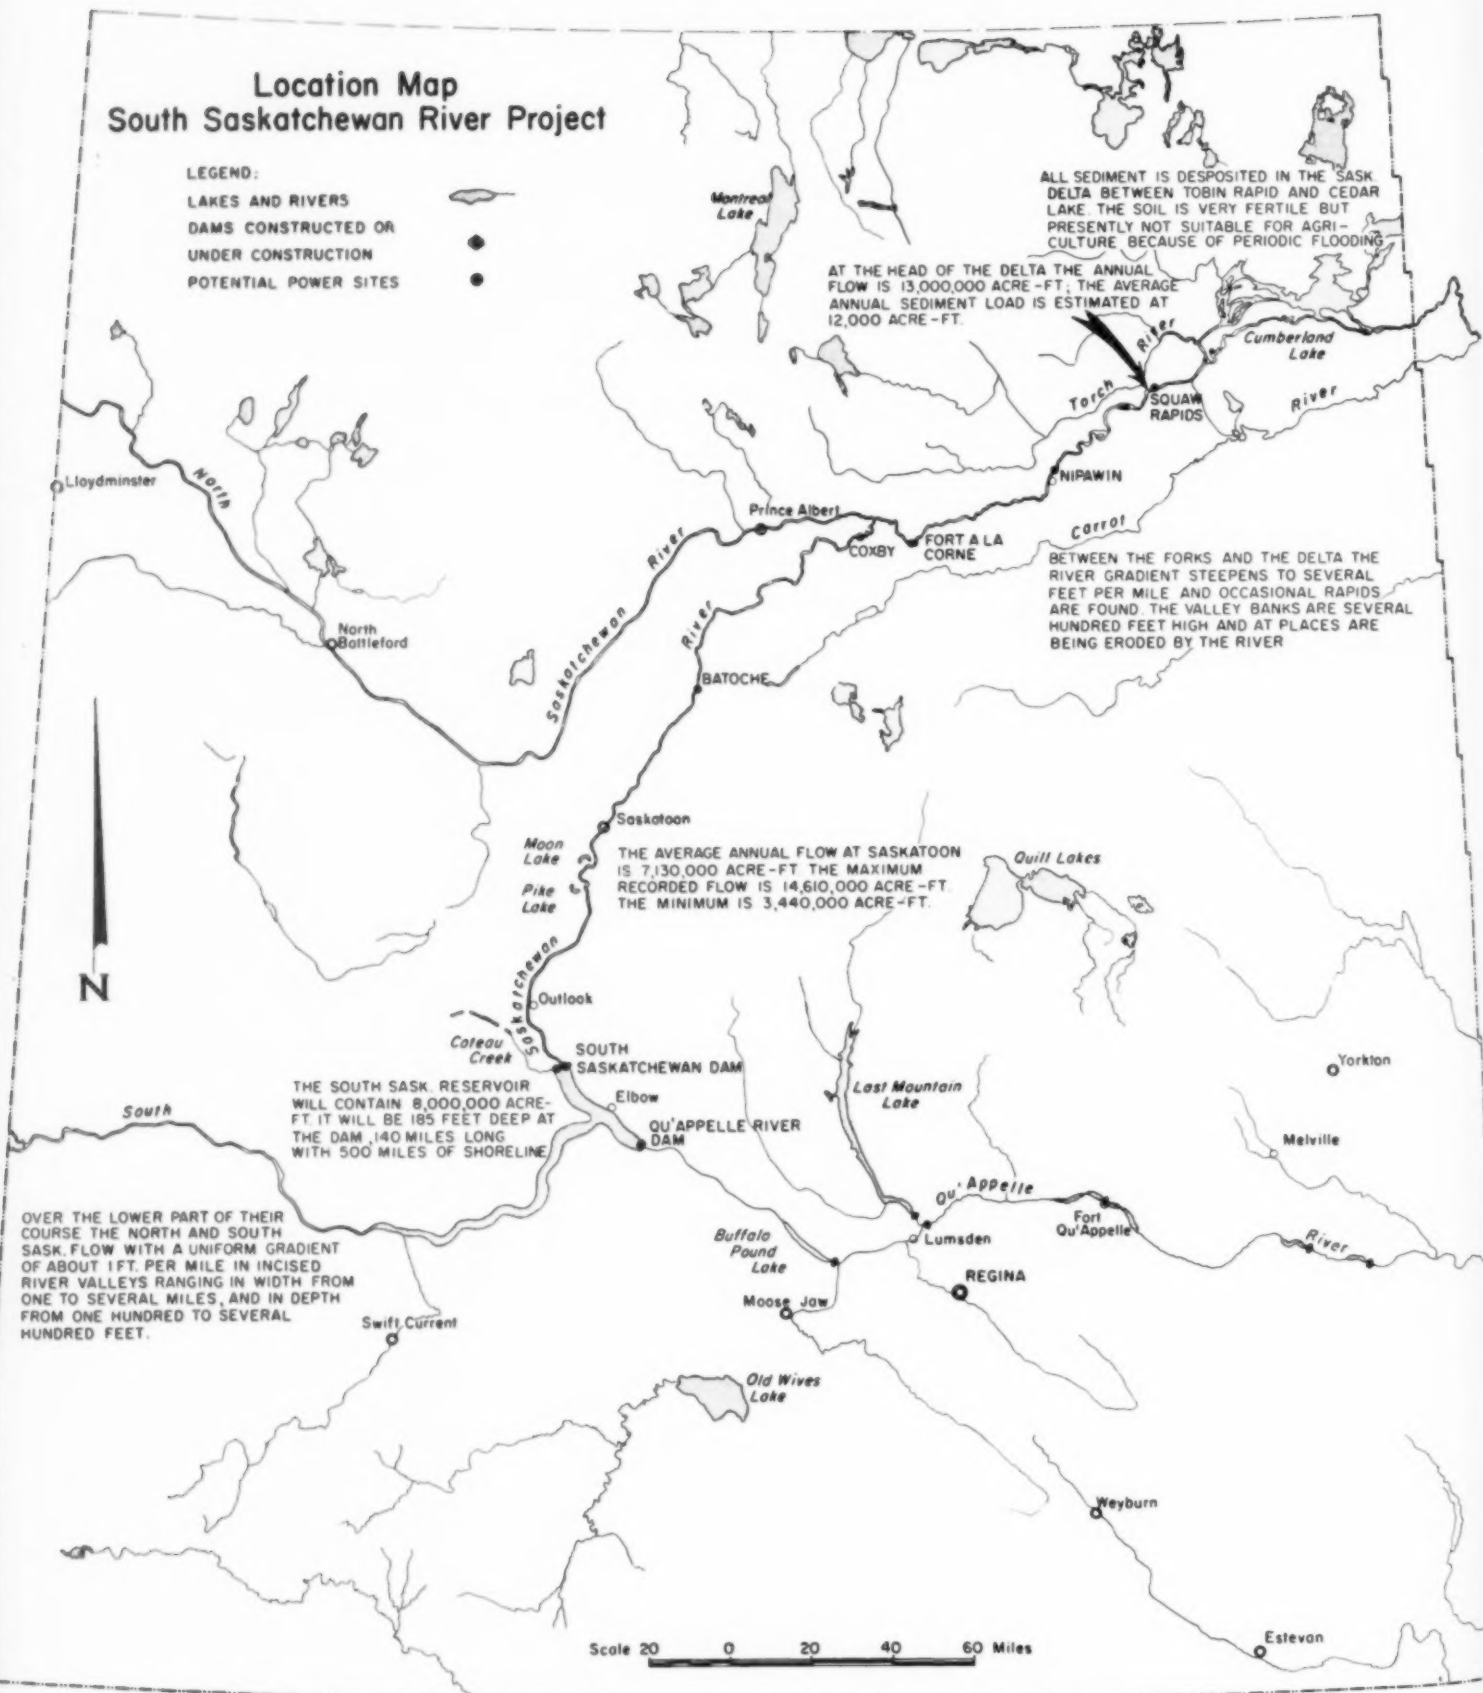 Location Map
South Saskatchewan River Project
LEGEND:
LAKES AND RIVERS
DAMS CONSTRUCTED OR
UNDER CONSTRUCTION
POTENTIAL POWER SITES
Montreal
Lake
ALL SEDIMENT IS DESPOSITED IN THE SASK.
DELTA BETWEEN TOBIN RAPID AND CEDAR
LAKE. THE SOIL IS VERY FERTILE BUT
PRESENTLY NOT SUITABLE FOR AGRI-
CULTURE BECAUSE OF PERIODIC FLOODING
AT THE HEAD OF THE DELTA THE ANNUAL
FLOW IS 13,000,000 ACRE-FT; THE AVERAGE
ANNUAL SEDIMENT LOAD IS ESTIMATED AT
12,000 ACRE-FT.
Torch River
Cumberland
Lake
SQUAW
RAPIDS
River
Lloydminster
North
NIPAWIN
Prince Albert
Carrot
River
COXBY
FORT A LA
CORNE
BETWEEN THE FORKS AND THE DELTA THE
RIVER GRADIENT STEEPENS TO SEVERAL
FEET PER MILE AND OCCASIONAL RAPIDS
ARE FOUND. THE VALLEY BANKS ARE SEVERAL
HUNDRED FEET HIGH AND AT PLACES ARE
BEING ERODED BY THE RIVER
North
Battleford
Saskatchewan
River
BATOCHE
Saskatoon
Moon
Lake
Pike
Lake
THE AVERAGE ANNUAL FLOW AT SASKATOON
IS 7,130,000 ACRE-FT. THE MAXIMUM
RECORDED FLOW IS 14,610,000 ACRE-FT.
THE MINIMUM IS 3,440,000 ACRE-FT.
Quill Lakes
N
Saskatchewan
Outlook
Coteau
Creek
SOUTH
SASKATCHEWAN DAM
Yorkton
THE SOUTH SASK. RESERVOIR
WILL CONTAIN 8,000,000 ACRE-
FT. IT WILL BE 185 FEET DEEP AT
THE DAM, 140 MILES LONG
WITH 500 MILES OF SHORELINE
Last Mountain
Lake
Elbow
South
QU'APPELLE RIVER
DAM
Melville
OVER THE LOWER PART OF THEIR
COURSE THE NORTH AND SOUTH
SASK. FLOW WITH A UNIFORM GRADIENT
OF ABOUT 1 FT. PER MILE IN INCISED
RIVER VALLEYS RANGING IN WIDTH FROM
ONE TO SEVERAL MILES, AND IN DEPTH
FROM ONE HUNDRED TO SEVERAL
HUNDRED FEET.
Qu'Appelle
Fort
Qu'Appelle
Buffalo
Pound
Lake
Lumsden
River
REGINA
Moose Jaw
Swift Current
Old Wives
Lake
Weyburn
Estevan
Scale 20 0 20 40 60 Miles